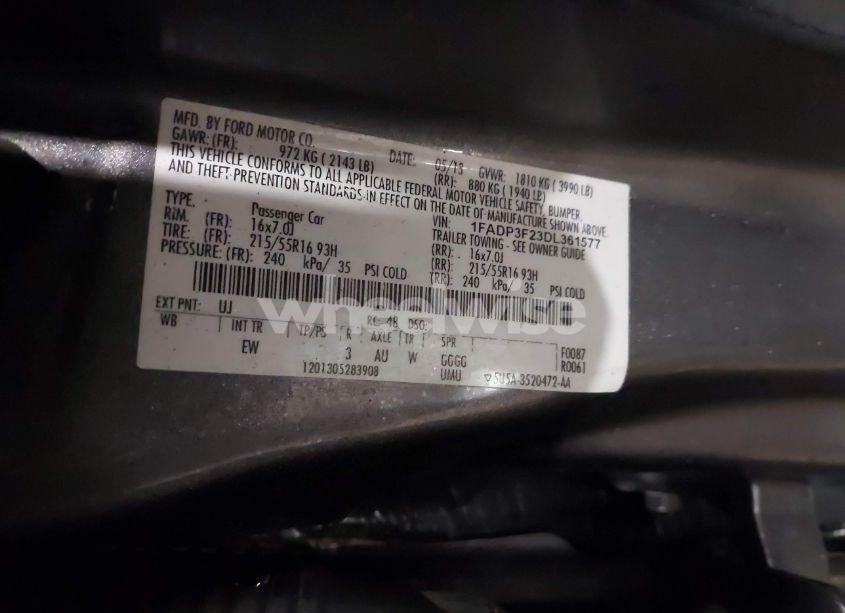 MFD. BY FORD MOTOR CO. DATE: 05/13 GVWR: 1810 KG ( 3990 LB)
GAWR: (FR): 972 KG ( 2143 LB) (RR): 880 KG ( 1940 LB)
THIS VEHICLE CONFORMS TO ALL APPLICABLE FEDERAL MOTOR VEHICLE SAFETY, BUMPER,
AND THEFT PREVENTION STANDARDS IN EFFECT ON THE DATE OF MANUFACTURE SHOWN ABOVE.
VIN: 1FADP3F23DL361577
TYPE: Passenger Car TRAILER TOWING - SEE OWNER GUIDE
RIM: (FR) 16x7.0J (RR): 16x7.0J
TIRE: (FR) 215/55R16 93H (RR): 215/55R16 93H
PRESSURE: (FR) 240 kPa/ 35 PSI COLD (RR): 240 kPa/ 35 PSI COLD
wheelwise
EXT PNT: UJ RC: 48 DSO:
WB INT TR TP/PS R AXLE TR SPR F0087
EW 3 AU W GGGG R0061
1201305283908 UMU 5U5A-3520472-AA